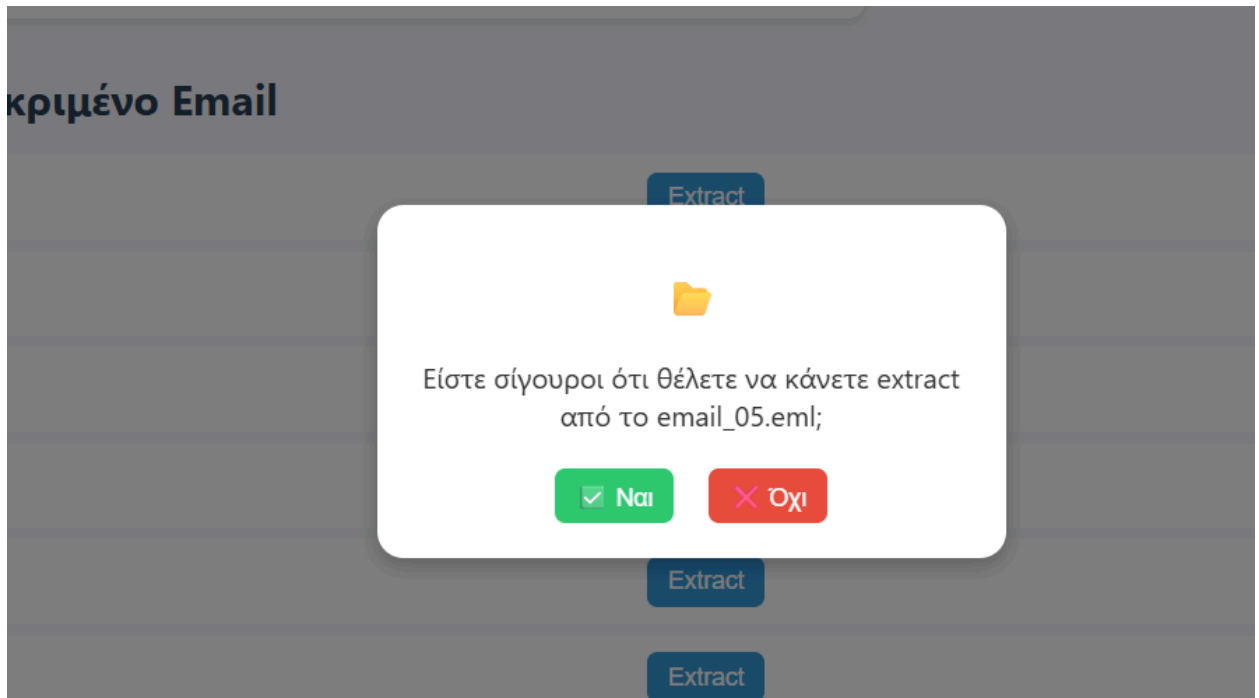 κριμένο Email
Extract
Είστε σίγουροι ότι θέλετε να κάνετε extract
από το email_05.eml;
✅ Ναι
❌ Όχι
Extract
Extract